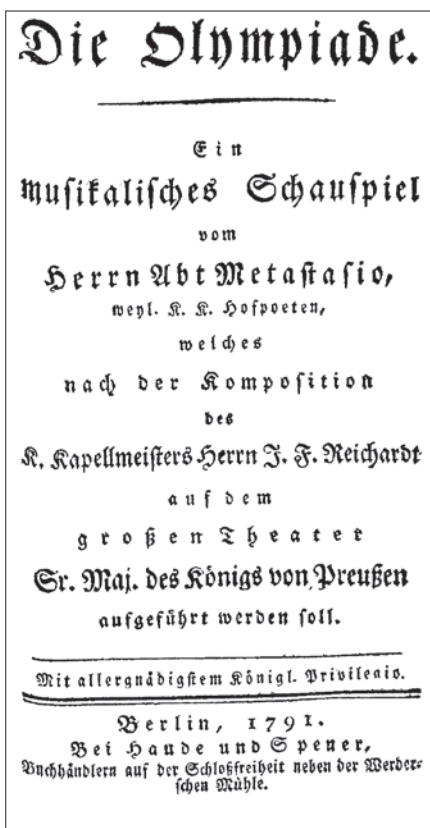 Die Olympiade.
Ein
musikalisches Schauspiel
vom
Herrn Abt Metastasio,
weyl. K. K. Hofpoeten,
welches
nach der Komposition
des
K. Kapellmeisters Herrn J. F. Reichardt
auf dem
großen Theater
Sr. Maj. des Königs von Preußen
aufgeführt werden soll.
Mit allergnädigstem Königl. Privilegio.
Berlin, 1791.
Bei Haude und Spener,
Buchhändlern auf der Schloßfreiheit neben der Werder-
schen Mühle.